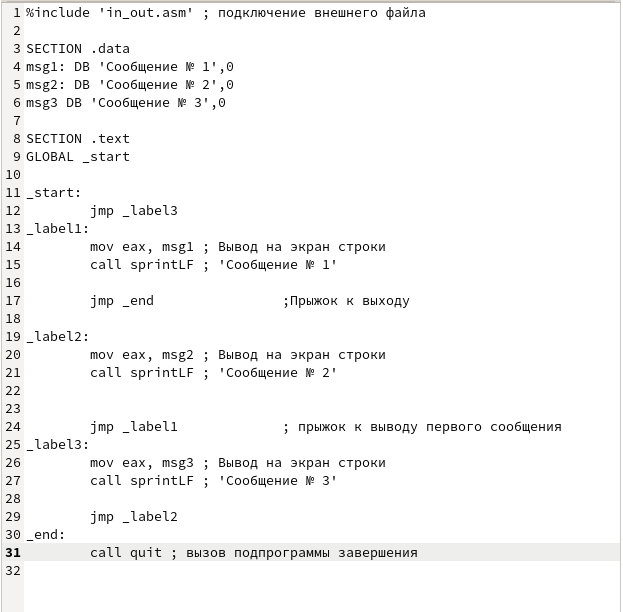 1 %include 'in_out.asm' ; подключение внешнего файла
2
3 SECTION .data
4 msg1: DB 'Сообщение № 1',0
5 msg2: DB 'Сообщение № 2',0
6 msg3 DB 'Сообщение № 3',0
7
8 SECTION .text
9 GLOBAL _start
10
11 _start:
12         jmp _label3
13 _label1:
14         mov eax, msg1 ; Вывод на экран строки
15         call sprintLF ; 'Сообщение № 1'
16
17         jmp _end                ;Прыжок к выходу
18
19 _label2:
20         mov eax, msg2 ; Вывод на экран строки
21         call sprintLF ; 'Сообщение № 2'
22
23
24         jmp _label1             ; прыжок к выводу первого сообщения
25 _label3:
26         mov eax, msg3 ; Вывод на экран строки
27         call sprintLF ; 'Сообщение № 3'
28
29         jmp _label2
30 _end:
31         call quit ; вызов подпрограммы завершения
32